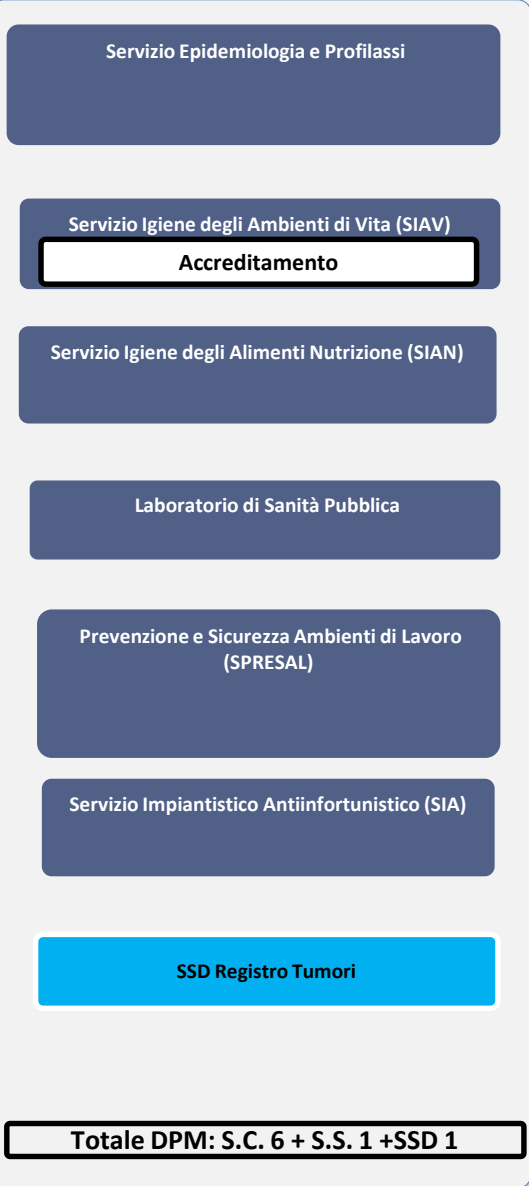 Servizio Epidemiologia e Profilassi
Servizio Igiene degli Ambienti di Vita (SIAV)
Accreditamento
Servizio Igiene degli Alimenti Nutrizione (SIAN)
Laboratorio di Sanità Pubblica
Prevenzione e Sicurezza Ambienti di Lavoro
(SPRESAL)
Servizio Impiantistico Antiinfortunistico (SIA)
SSD Registro Tumori
Totale DPM: S.C. 6 + S.S. 1 +SSD 1